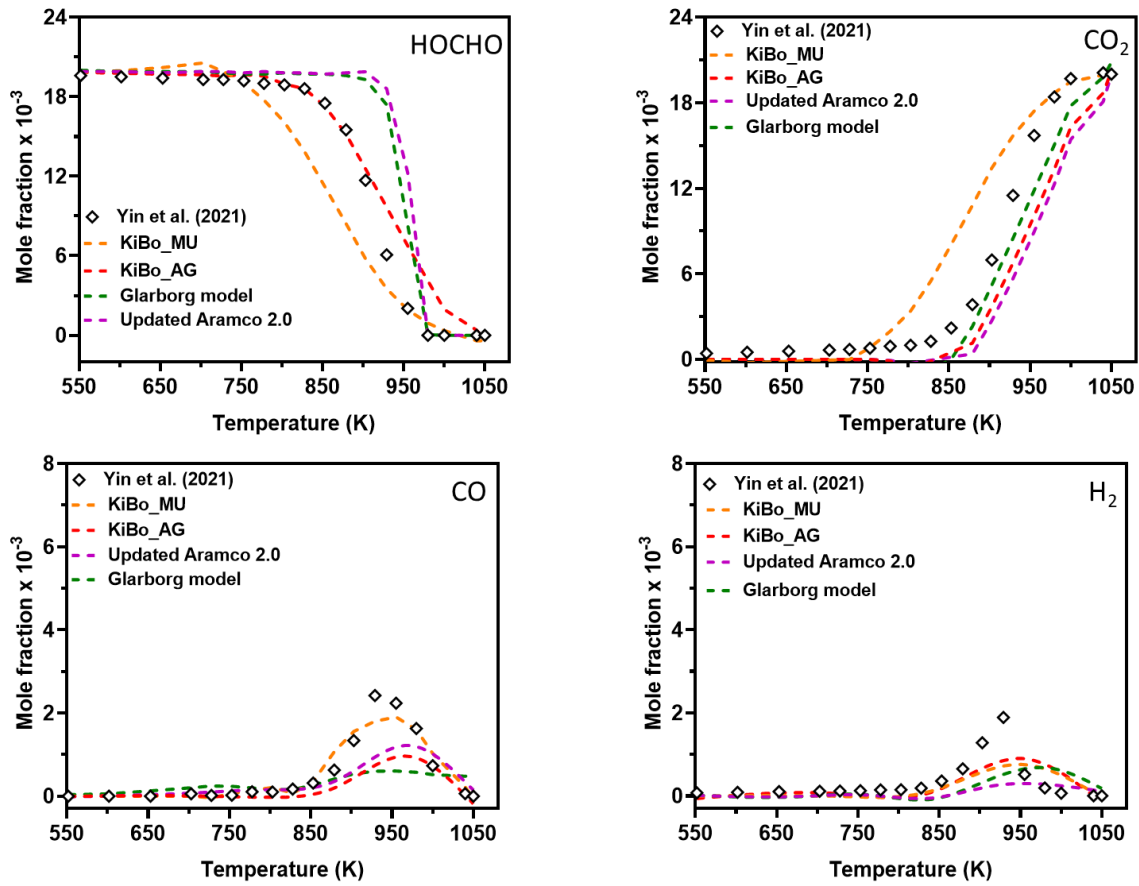 HOCHO
Yin et al. (2021)
KiBo_MU
KiBo_AG
Glarborg model
Updated Aramco 2.0
Mole fraction x 10-3
24
18
12
6
0
550 650 750 850 950 1050
Temperature (K)
CO2
Yin et al. (2021)
KiBo_MU
KiBo_AG
Updated Aramco 2.0
Glarborg model
Mole fraction x 10-3
24
18
12
6
0
550 650 750 850 950 1050
Temperature (K)
CO
Yin et al. (2021)
KiBo_MU
KiBo_AG
Updated Aramco 2.0
Glarborg model
Mole fraction x 10-3
8
6
4
2
0
550 650 750 850 950 1050
Temperature (K)
H2
Yin et al. (2021)
KiBo_MU
KiBo_AG
Updated Aramco 2.0
Glarborg model
Mole fraction x 10-3
8
6
4
2
0
550 650 750 850 950 1050
Temperature (K)